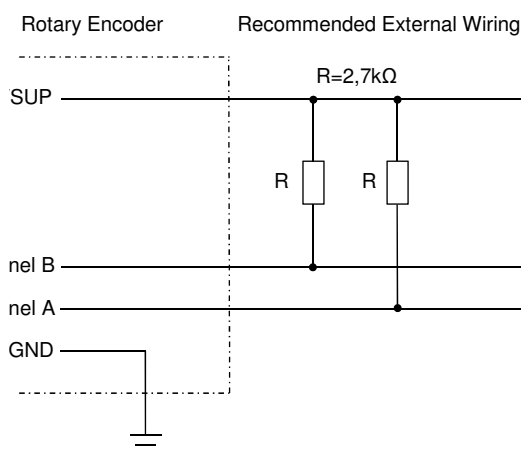 Rotary Encoder
Recommended External Wiring
R=2,7kΩ
SUP
R
R
nel B
nel A
GND